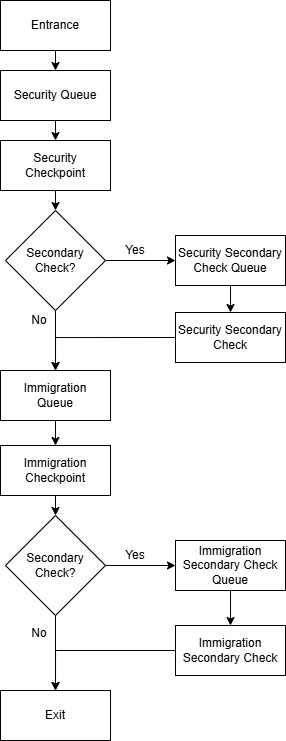 Entrance
Security Queue
Security
Checkpoint
Secondary
Check?
Yes
Security Secondary
Check Queue
No
Security Secondary
Check
Immigration
Queue
Immigration
Checkpoint
Secondary
Check?
Yes
Immigration
Secondary Check
Queue
No
Immigration
Secondary Check
Exit